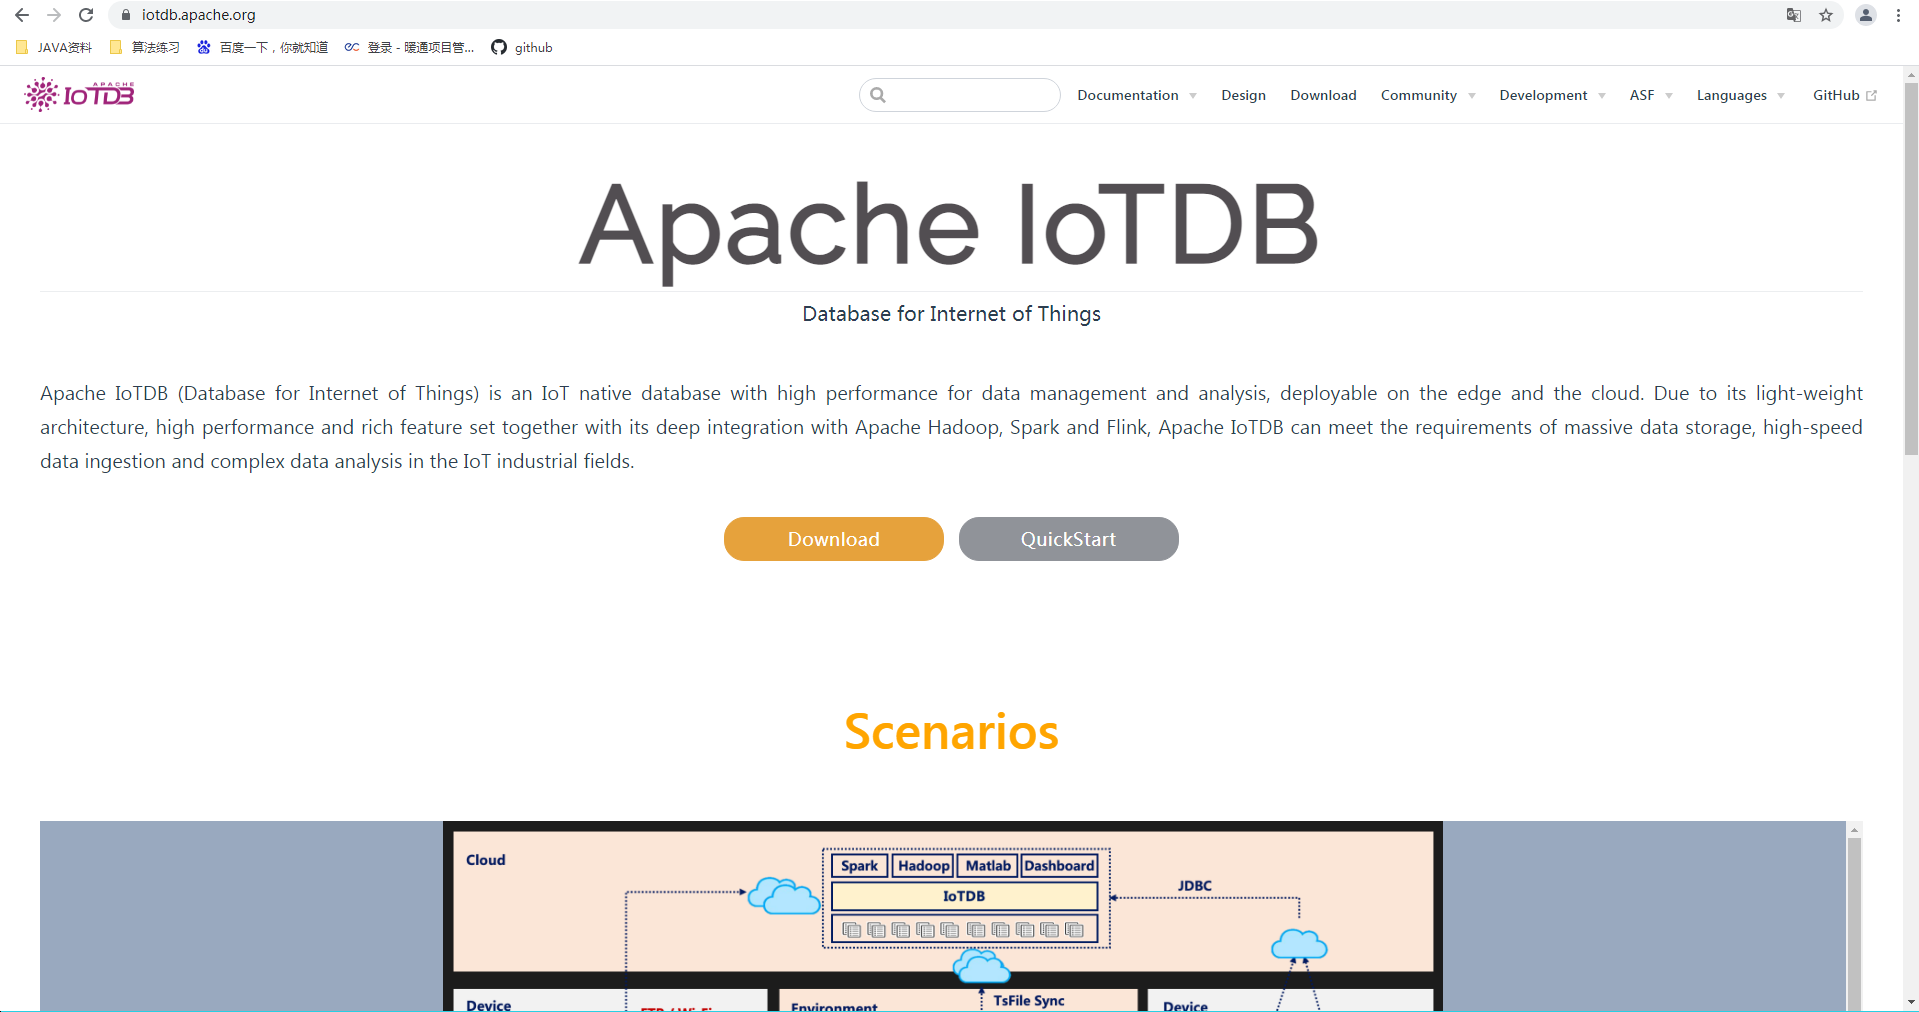 iotdb.apache.org
JAVA资料 算法练习 百度一下，你就知道 登录 - 暖通项目管... github
APACHE
IoTDB
Documentation Design Download Community Development ASF Languages GitHub
Apache IoTDB
Database for Internet of Things
Apache IoTDB (Database for Internet of Things) is an IoT native database with high performance for data management and analysis, deployable on the edge and the cloud. Due to its light-weight
architecture, high performance and rich feature set together with its deep integration with Apache Hadoop, Spark and Flink, Apache IoTDB can meet the requirements of massive data storage, high-speed
data ingestion and complex data analysis in the IoT industrial fields.
Download QuickStart
Scenarios
Cloud
Spark Hadoop Matlab Dashboard
JDBC
IoTDB
TsFile Sync
Device
Environment
Device